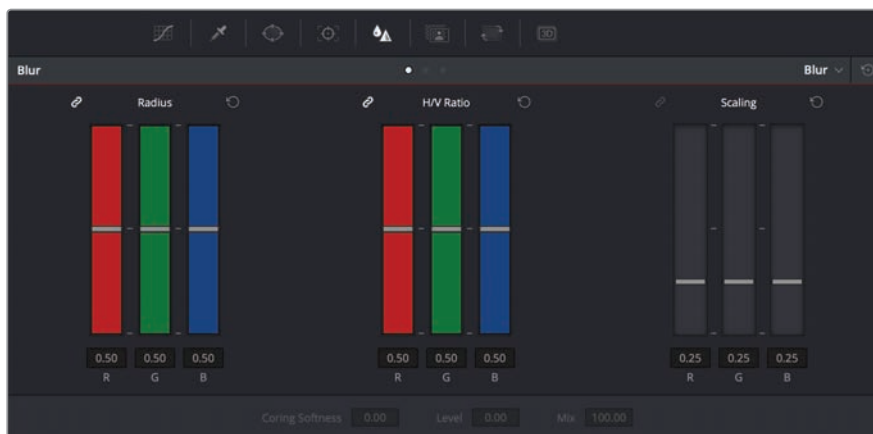 3D
Blur Blur
Radius H/V Ratio Scaling
0.50 0.50 0.50 0.50 0.50 0.50 0.25 0.25 0.25
R G B R G B R G B
Coring Softness 0.00 Level 0.00 Mix 100.00